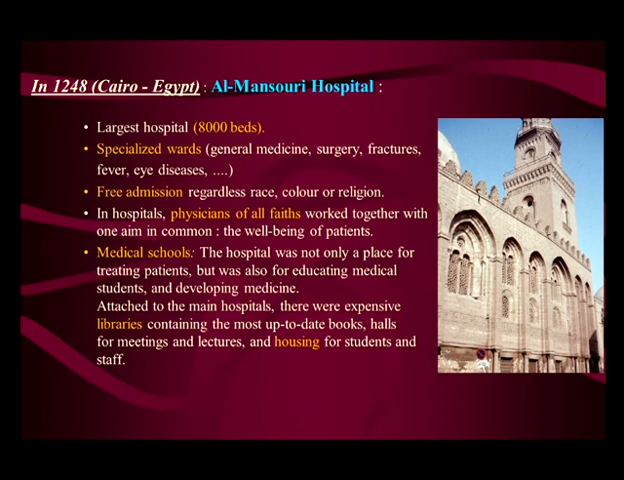 In 1248 (Cairo - Egypt) : Al-Mansouri Hospital :
• Largest hospital (8000 beds).
• Specialized wards (general medicine, surgery, fractures,
fever, eye diseases, ....)
• Free admission regardless race, colour or religion.
• In hospitals, physicians of all faiths worked together with
one aim in common : the well-being of patients.
• Medical schools: The hospital was not only a place for
treating patients, but was also for educating medical
students, and developing medicine.
Attached to the main hospitals, there were expensive
libraries containing the most up-to-date books, halls
for meetings and lectures, and housing for students and
staff.